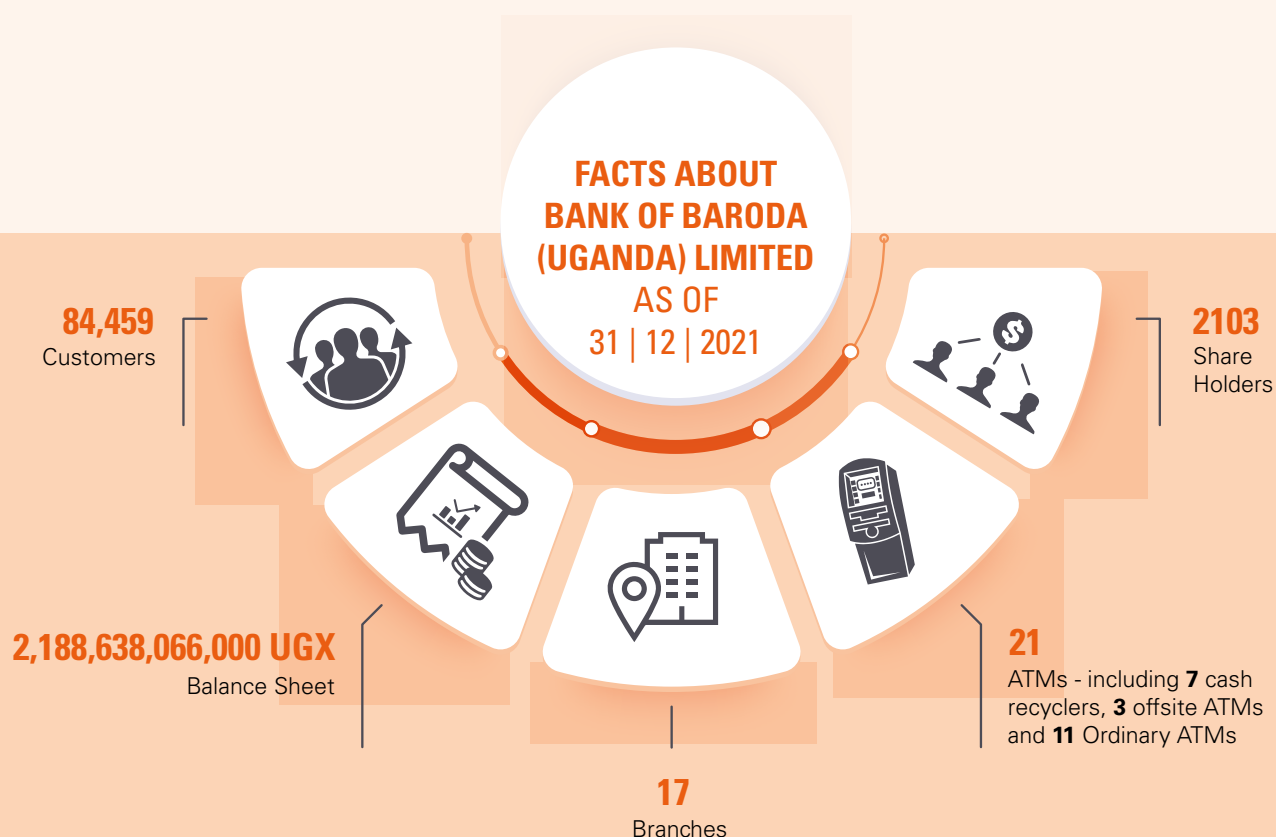 FACTS ABOUT
BANK OF BARODA
(UGANDA) LIMITED
AS OF
31 | 12 | 2021
84,459
Customers
2,188,638,066,000 UGX
Balance Sheet
17
Branches
21
ATMs - including 7 cash
recyclers, 3 offsite ATMs
and 11 Ordinary ATMs
2103
Share
Holders
$